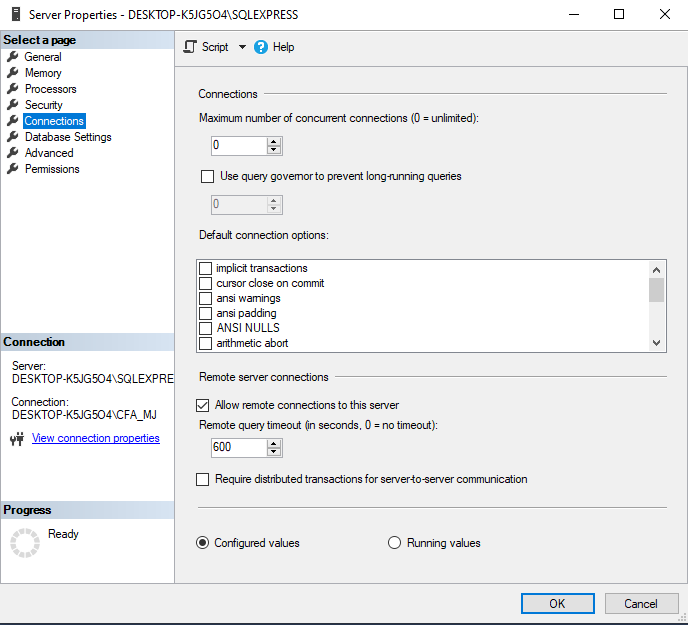 Server Properties - DESKTOP-K5JG5O4\SQLEXPRESS
Select a page
General
Memory
Processors
Security
Connections
Database Settings
Advanced
Permissions
Connection
Server:
DESKTOP-K5JG5O4\SQLEXPRE
Connection:
DESKTOP-K5JG5O4\CFA_MJ
View connection properties
Progress
Ready
Script
Help
Connections
Maximum number of concurrent connections (0 = unlimited):
0
Use query governor to prevent long-running queries
0
Default connection options:
implicit transactions
cursor close on commit
ansi warnings
ansi padding
ANSI NULLS
arithmetic abort
Remote server connections
Allow remote connections to this server
Remote query timeout (in seconds, 0 = no timeout):
600
Require distributed transactions for server-to-server communication
Configured values
Running values
OK
Cancel